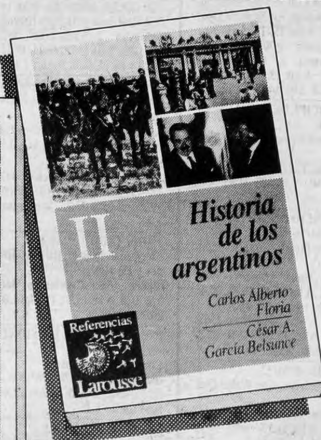 II
Historia
de los
argentinos
Carlos Alberto
Floria
César A.
García Belsunce
Referencias
Larousse